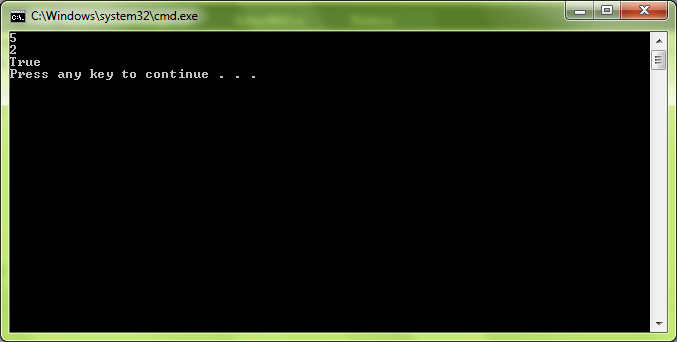 C:\Windows\system32\cmd.exe
5
2
True
Press any key to continue . . .